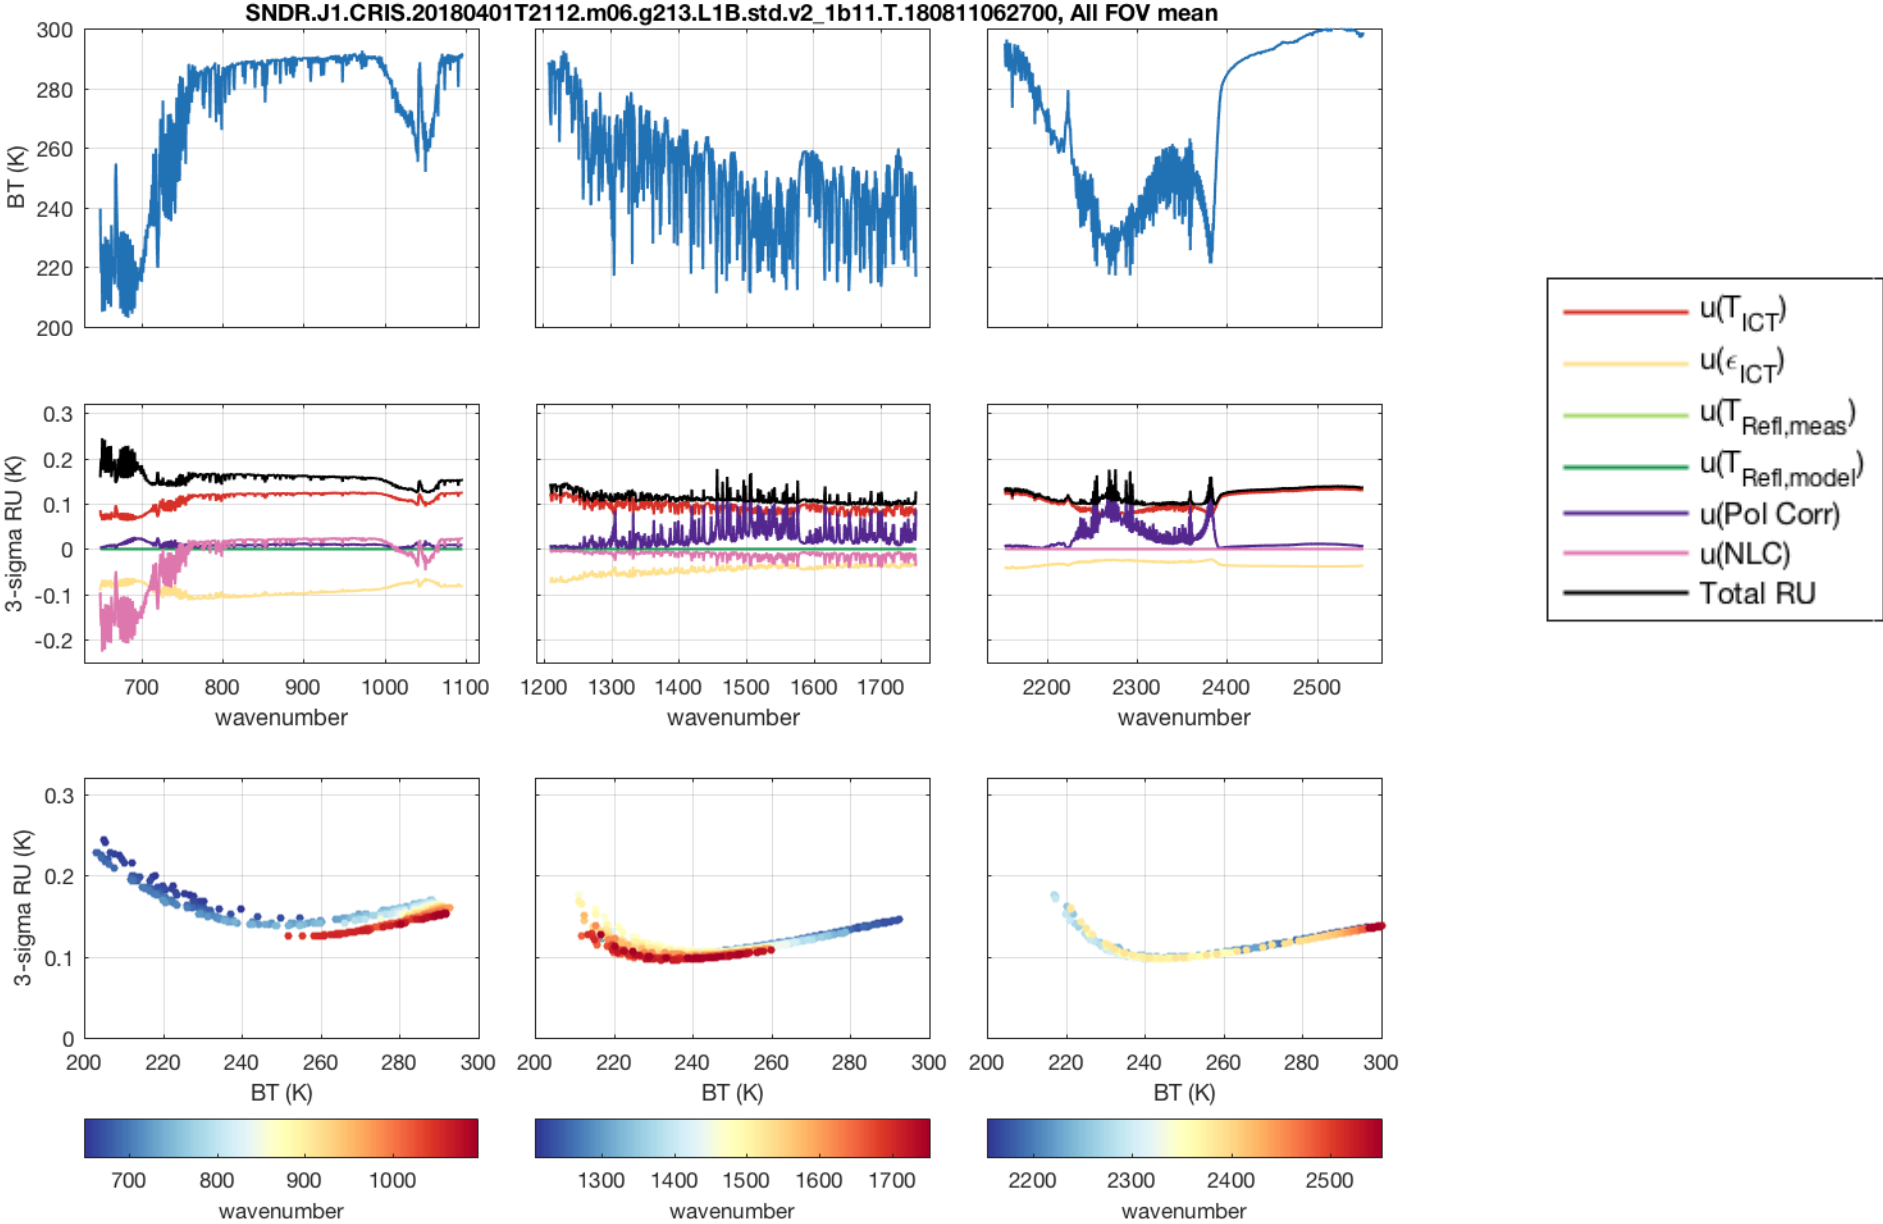 SNDR.J1.CRIS.20180401T2112.m06.g213.L1B.std.v2_1b11.T.180811062700, All FOV mean
300
280
260
240
220
200
BT (K)
0.3
0.2
0.1
0
-0.1
-0.2
3-sigma RU (K)
700 800 900 1000 1100
wavenumber
1200 1300 1400 1500 1600 1700
wavenumber
2200 2300 2400 2500
wavenumber
u(T_ICT)
u(ϵ_ICT)
u(T_Refl,meas)
u(T_Refl,model)
u(Pol Corr)
u(NLC)
Total RU
0.3
0.2
0.1
0
3-sigma RU (K)
200 220 240 260 280 300
BT (K)
200 220 240 260 280 300
BT (K)
200 220 240 260 280 300
BT (K)
700 800 900 1000
wavenumber
1300 1400 1500 1600 1700
wavenumber
2200 2300 2400 2500
wavenumber